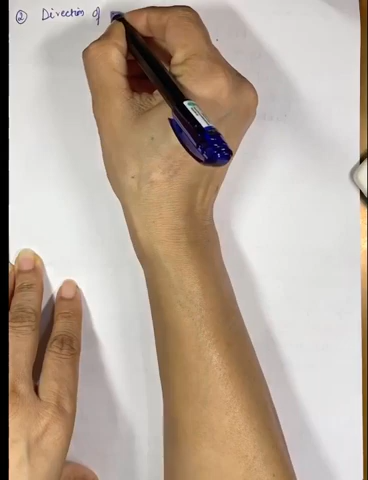 ② Direction of